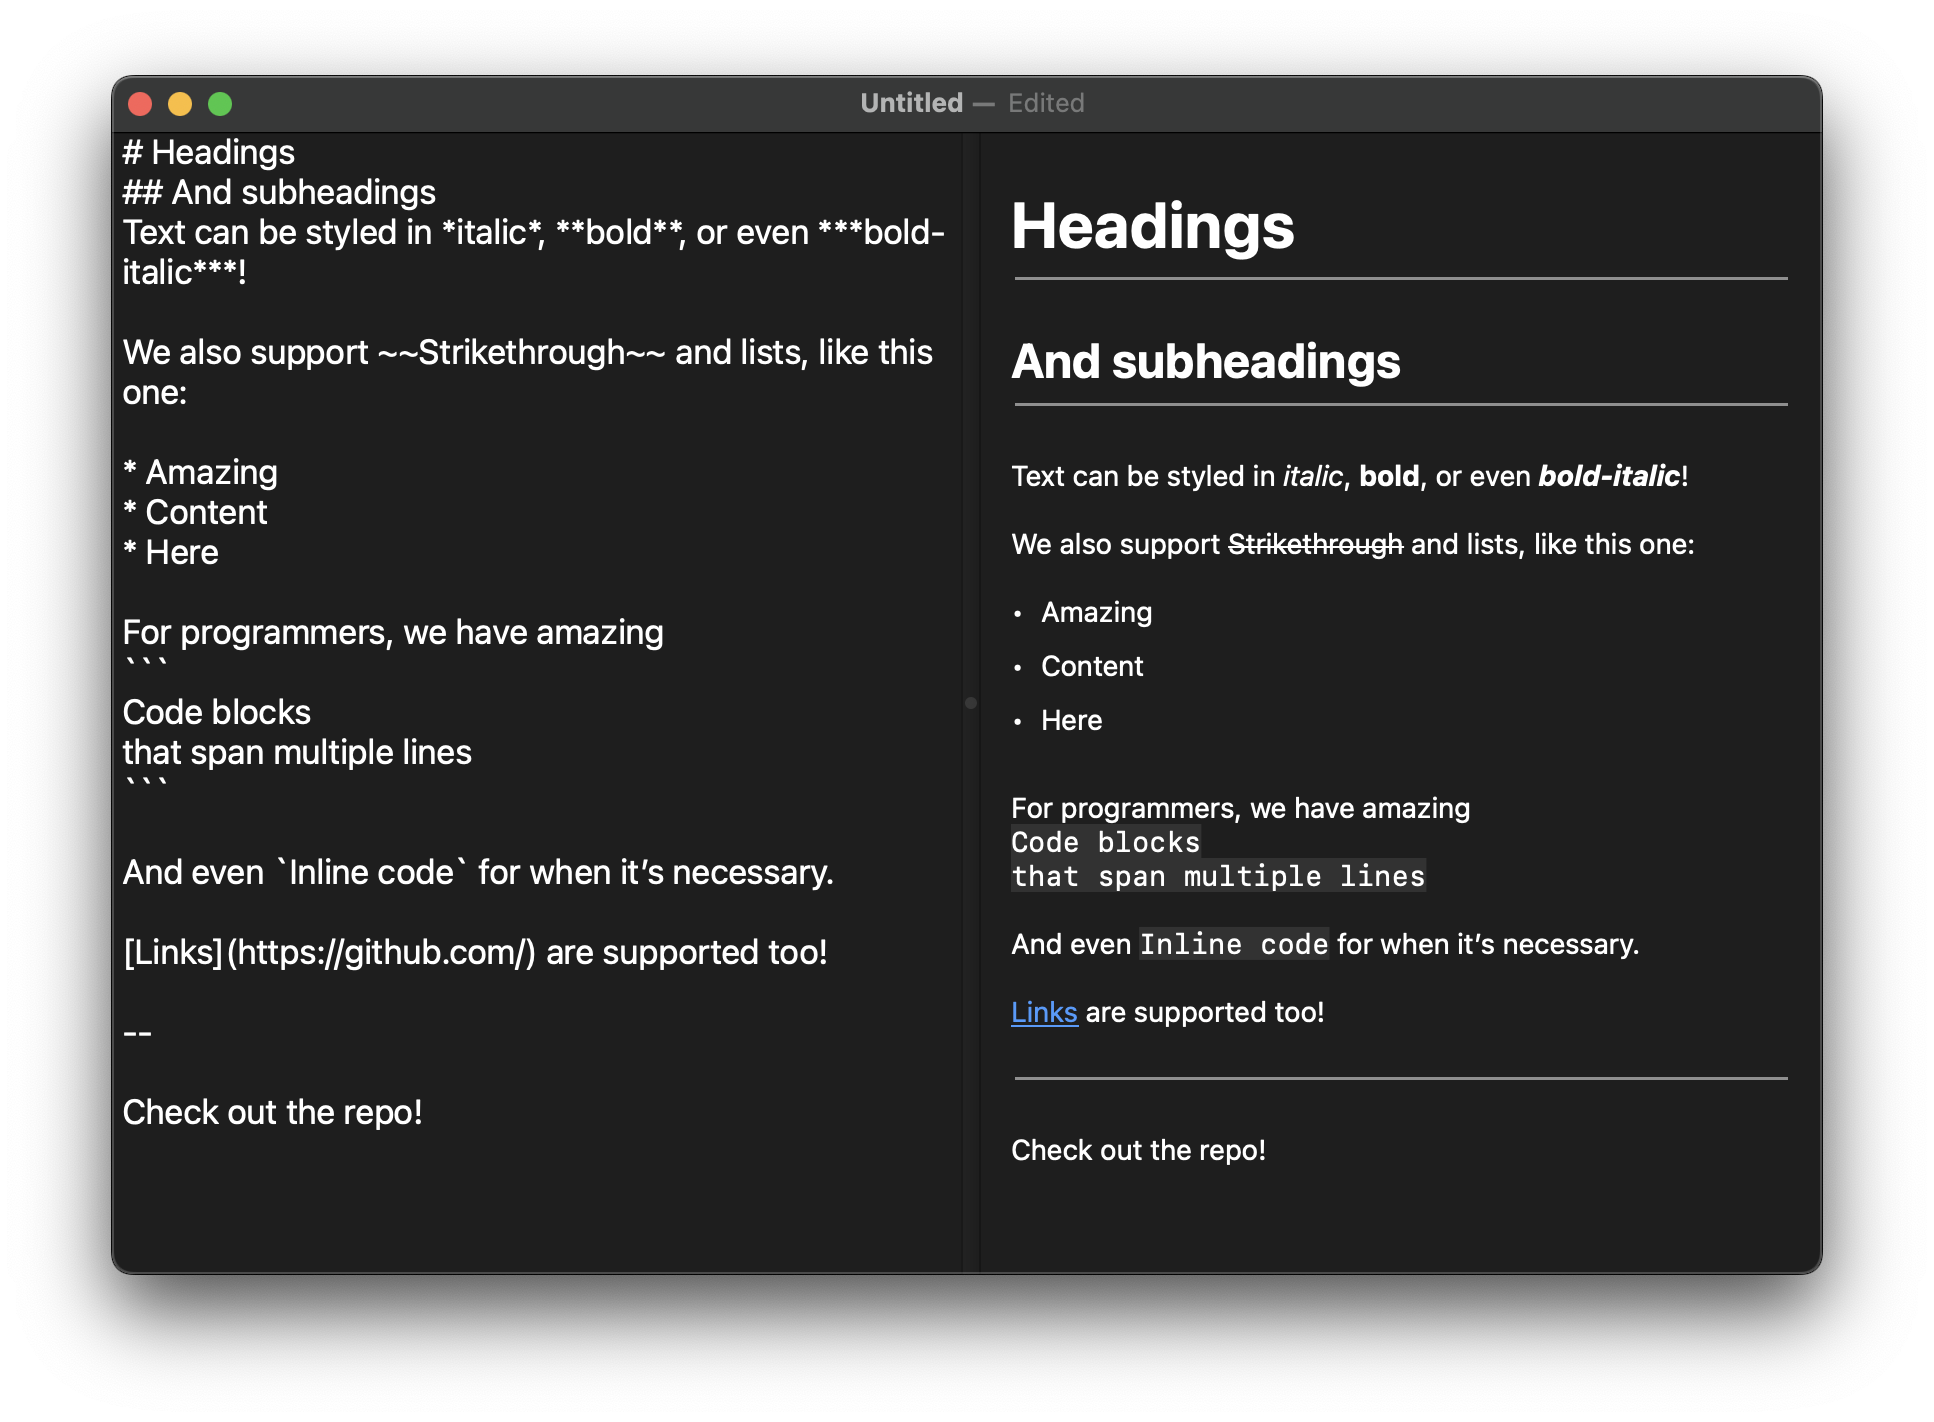 Untitled — Edited
# Headings
## And subheadings
Text can be styled in *italic*, **bold**, or even ***bold-
italic***!
We also support ~~Strikethrough~~ and lists, like this
one:
* Amazing
* Content
* Here
For programmers, we have amazing
```
Code blocks
that span multiple lines
```
And even `Inline code` for when it’s necessary.
[Links](https://github.com/) are supported too!
--
Check out the repo!
Headings
And subheadings
Text can be styled in italic, bold, or even bold-italic!
We also support Strikethrough and lists, like this one:
• Amazing
• Content
• Here
For programmers, we have amazing
Code blocks
that span multiple lines
And even Inline code for when it’s necessary.
Links are supported too!
Check out the repo!